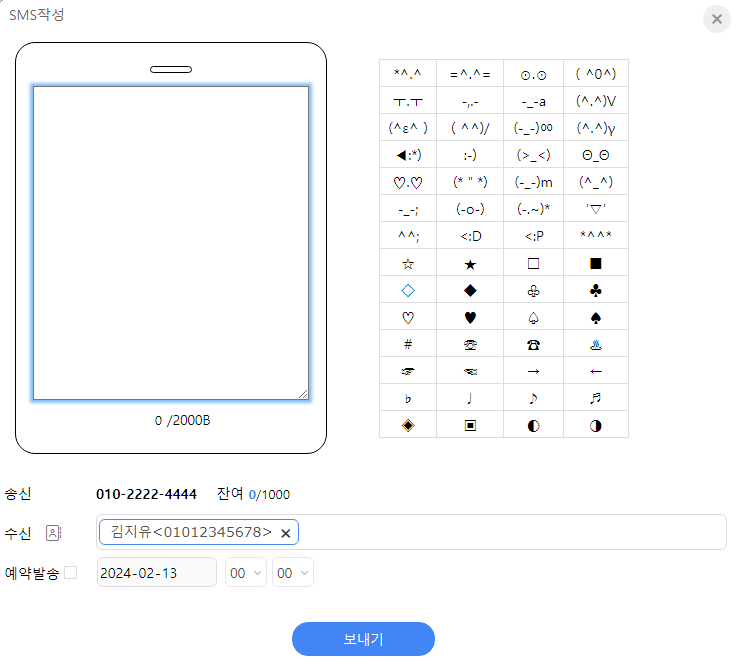 SMS작성
*^.^ =^.^= ⊙.⊙ ( ^0^)
ㅜ.ㅜ -,.- -_-a (^.^)V
(^ε^ ) ( ^^)/ (-_-)oo (^.^)γ
◀:*) :-) (>_<) Θ_Θ
♡.♡ (* " *) (-_-)m (^_^)
-_-; (-o-) (-.~)* ′▽′
^^; <:D <:P *^^*
☆ ★ □ ■
◇ ◆ ♧ ♣
♡ ♥ ♤ ♠
# ☏ ☎ ♨
☞ ☜ → ←
♭ ♩ ♪ ♬
◈ ▣ ◐ ◑
0 /2000B
송신 010-2222-4444 잔여 0/1000
수신 김지유<01012345678> ×
예약발송 2024-02-13 00 00
보내기